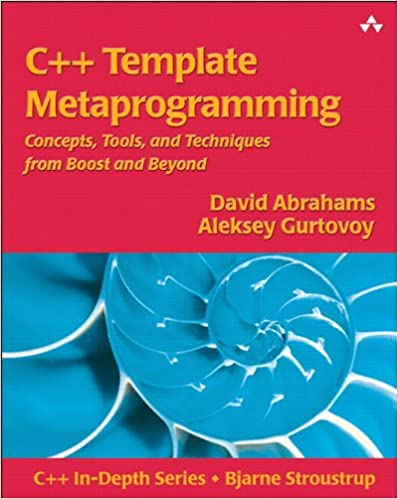 C++ Template
Metaprogramming
Concepts, Tools, and Techniques
from Boost and Beyond
David Abrahams
Aleksey Gurtovoy
C++ In-Depth Series • Bjarne Stroustrup